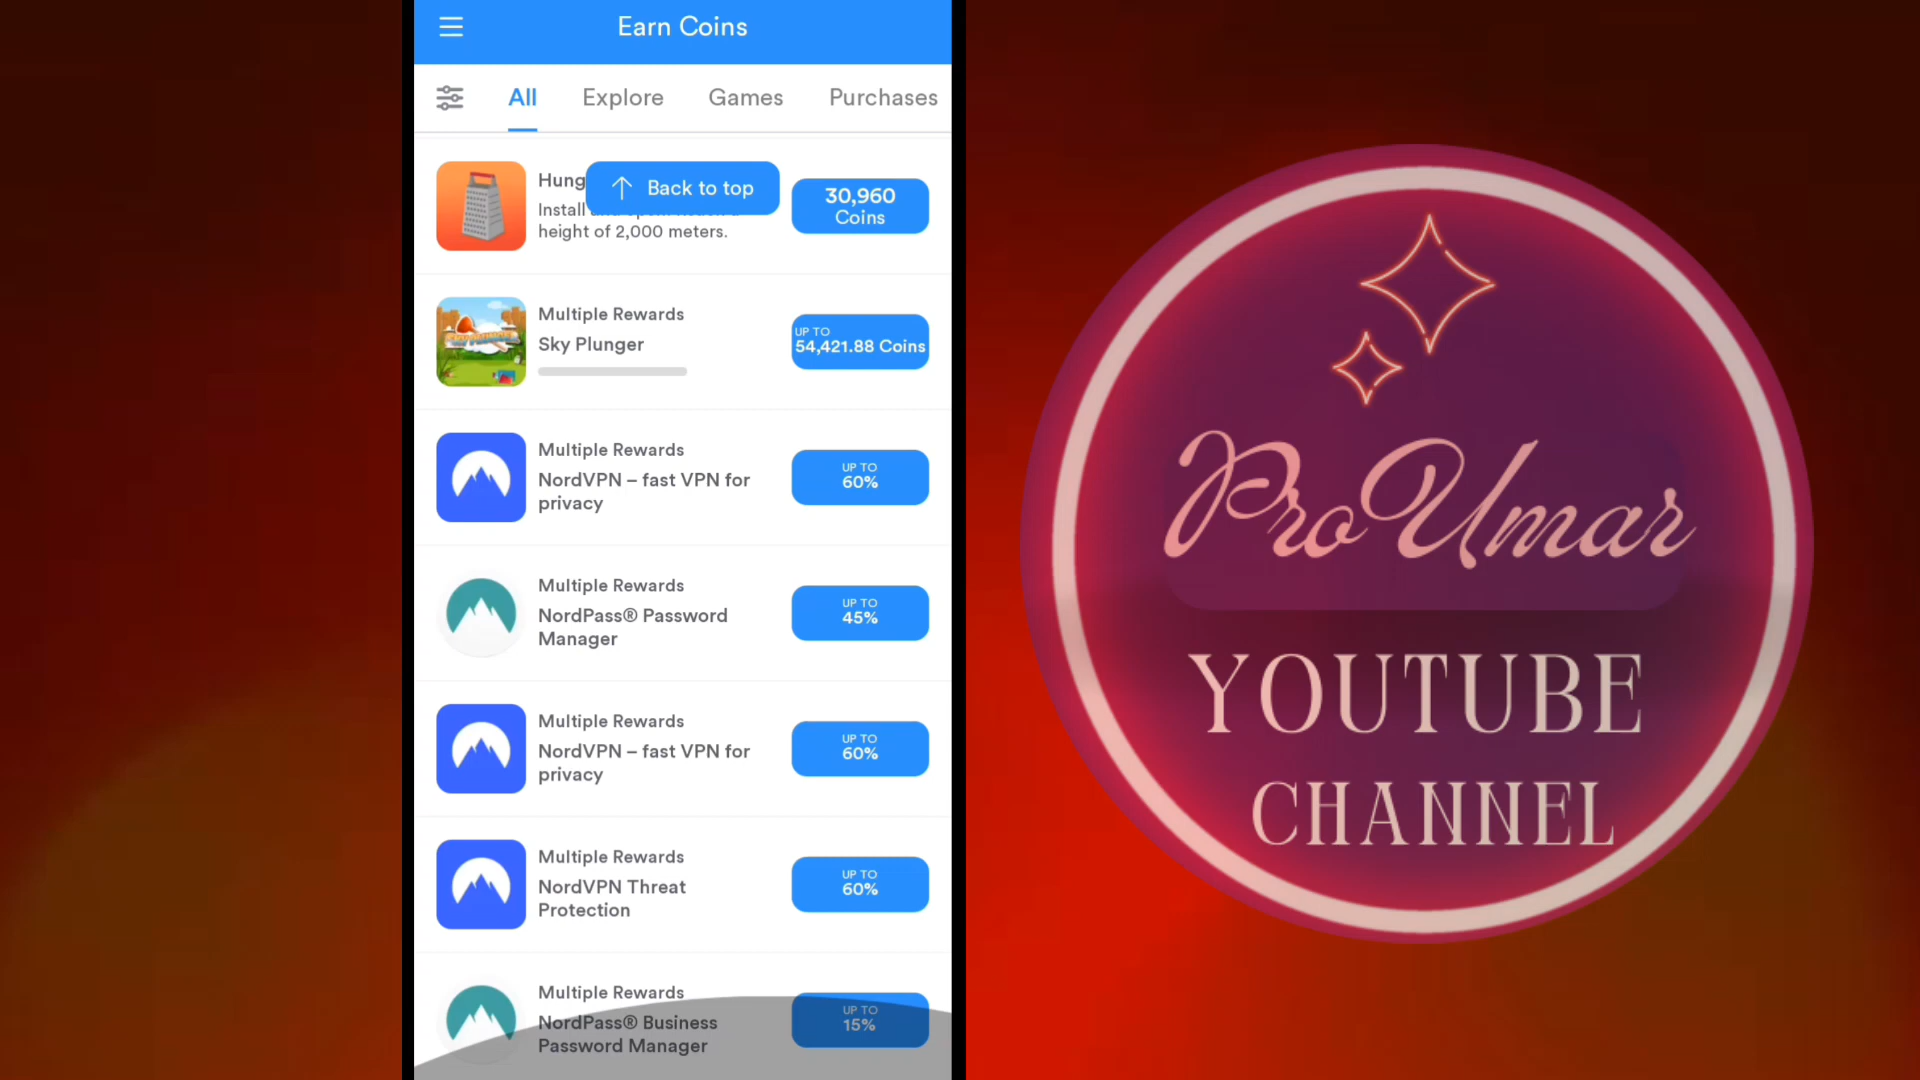 Earn Coins
All
Explore
Games
Purchases
Hung
Back to top
Install
height of 2,000 meters.
30,960
Coins
Multiple Rewards
Sky Plunger
UP TO
54,421.88 Coins
Multiple Rewards
NordVPN – fast VPN for
privacy
UP TO
60%
Multiple Rewards
NordPass® Password
Manager
UP TO
45%
Multiple Rewards
NordVPN – fast VPN for
privacy
UP TO
60%
Multiple Rewards
NordVPN Threat
Protection
UP TO
60%
Multiple Rewards
NordPass® Business
Password Manager
UP TO
15%
ProUmar
YOUTUBE
CHANNEL